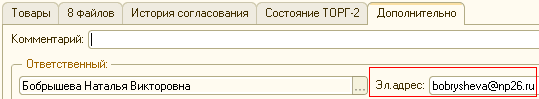 Товары 8 файлов История согласования Состояние ТОРГ-2 Дополнительно
Комментарий:
Ответственный:
Бобрышева Наталья Викторовна ... Эл.адрес: bobrysheva@np26.ru